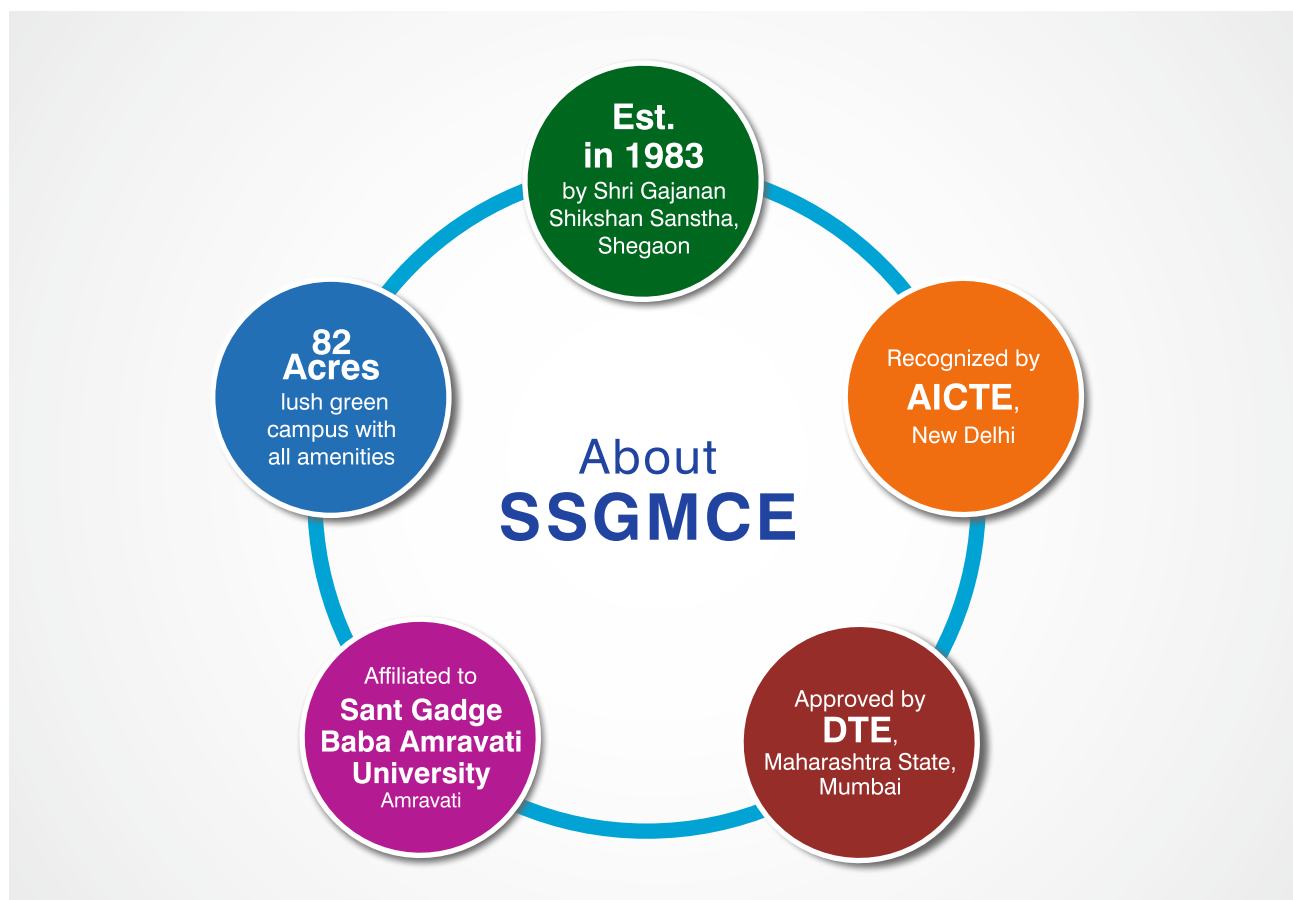 Est.
in 1983
by Shri Gajanan
Shikshan Sanstha,
Shegaon
Recognized by
AICTE,
New Delhi
Approved by
DTE,
Maharashtra State,
Mumbai
Affiliated to
Sant Gadge
Baba Amravati
University
Amravati
82
Acres
lush green
campus with
all amenities
About
SSGMCE